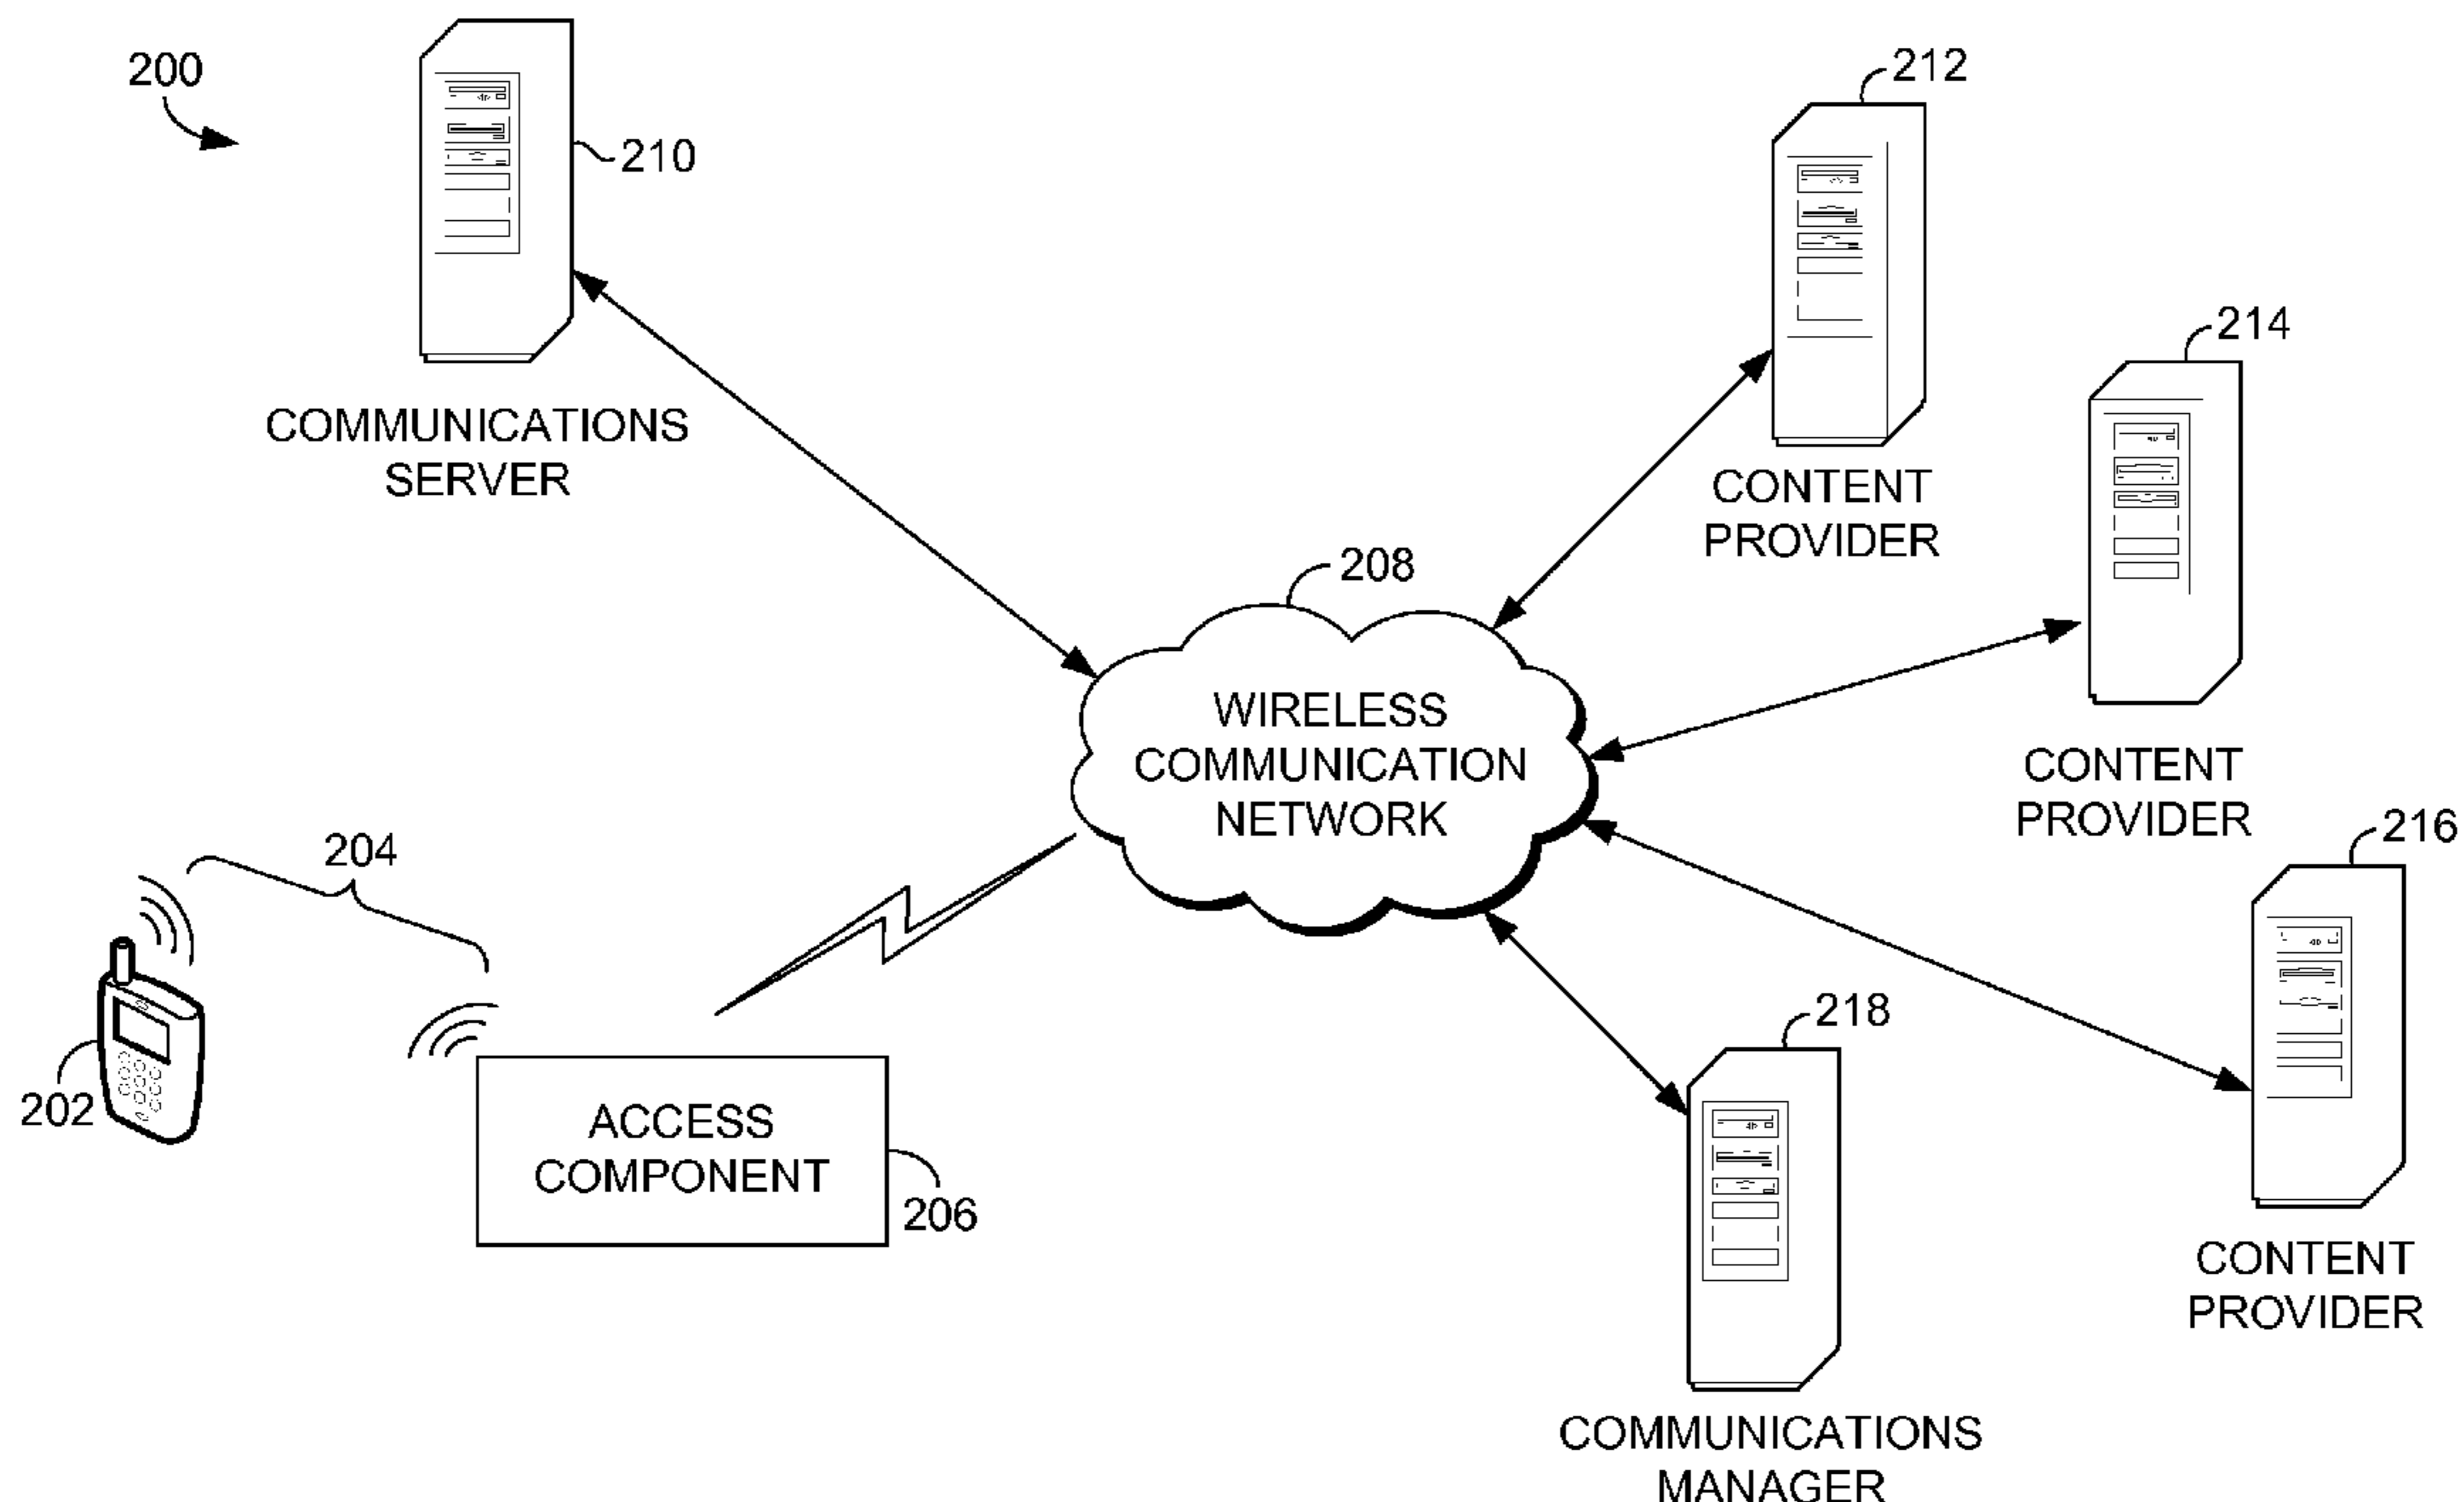 200
210
COMMUNICATIONS
SERVER
212
CONTENT
PROVIDER
214
CONTENT
PROVIDER
208
WIRELESS
COMMUNICATION
NETWORK
204
202
ACCESS
COMPONENT
206
216
CONTENT
PROVIDER
218
COMMUNICATIONS
MANAGER